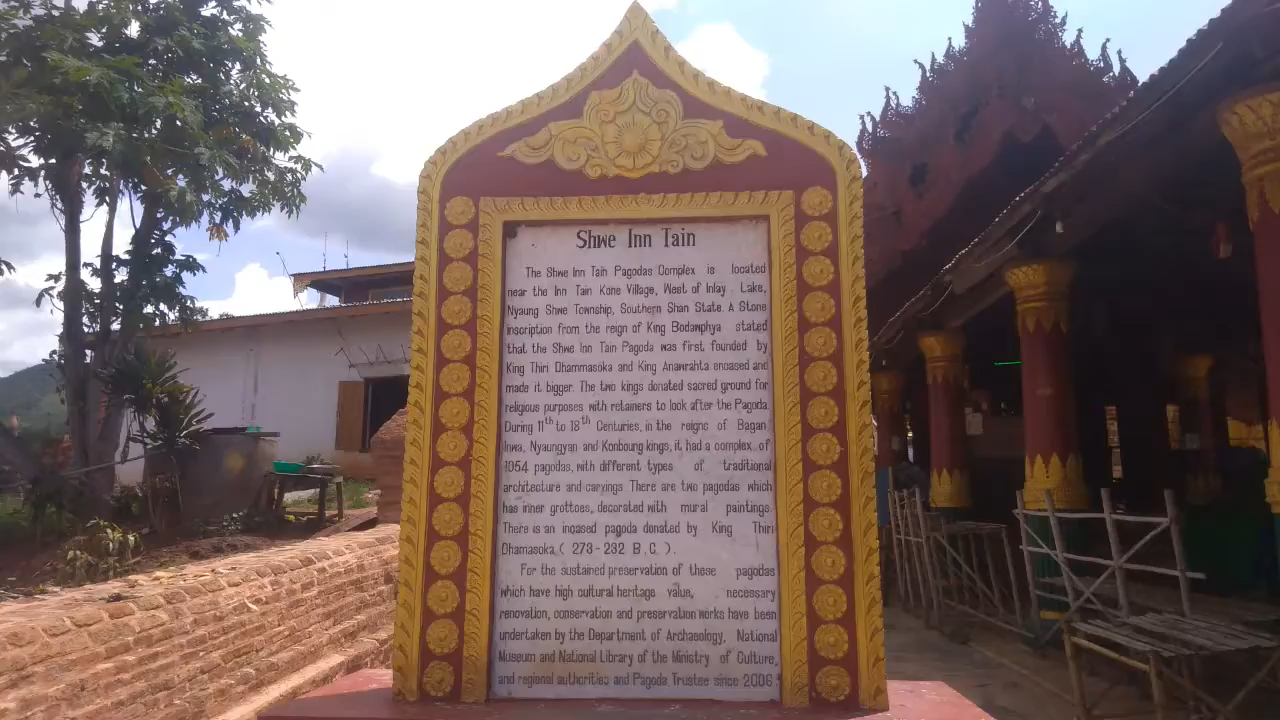 Shwe Inn Tain
The Shwe Inn Tain Pagodas Complex is located
near the Inn Tain Kone Village, West of Inlay Lake,
Nyaung Shwe Township, Southern Shan State. A Stone
inscription from the reign of King Bodawphya stated
that the Shwe Inn Tain Pagoda was first founded by
King Thiri Dhammasoka and King Anawrahta encased and
made it bigger. The two kings donated sacred ground for
religious purposes with retainers to look after the Pagoda.
During 11th to 18th Centuries, in the reigns of Bagan
Inwa, Nyaungyan and Konboung kings, it had a complex of
1054 pagodas, with different types of traditional
architecture and carvings. There are two pagodas which
has inner grottoes, decorated with mural paintings.
There is an incased pagoda donated by King Thiri
Dhamasoka ( 273 - 232 B.C. ).
For the sustained preservation of these pagodas
which have high cultural heritage value, necessary
renovation, conservation and preservation works have been
undertaken by the Department of Archaeology, National
Museum and National Library of the Ministry of Culture,
and regional authorities and Pagoda Trustee since 2006.